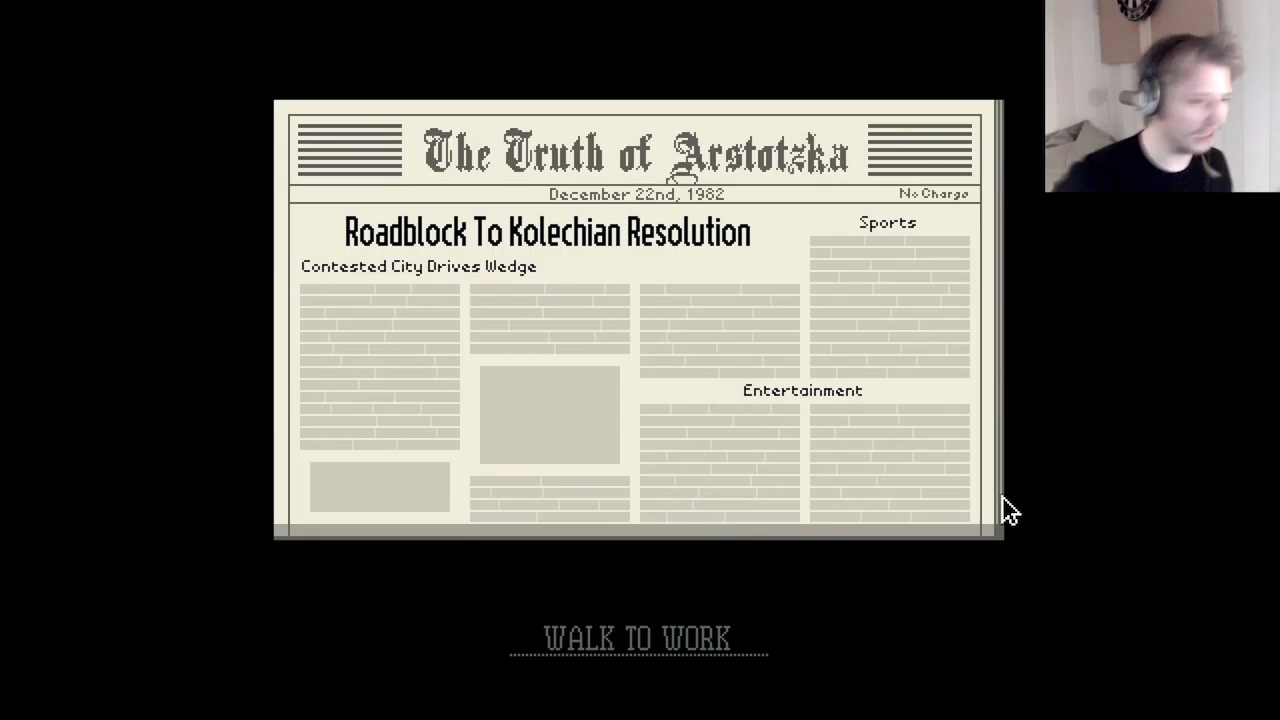 The Truth of Arstotzka
December 22nd, 1982
No Charge
Roadblock To Kolechian Resolution
Contested City Drives Wedge
Sports
Entertainment
WALK TO WORK